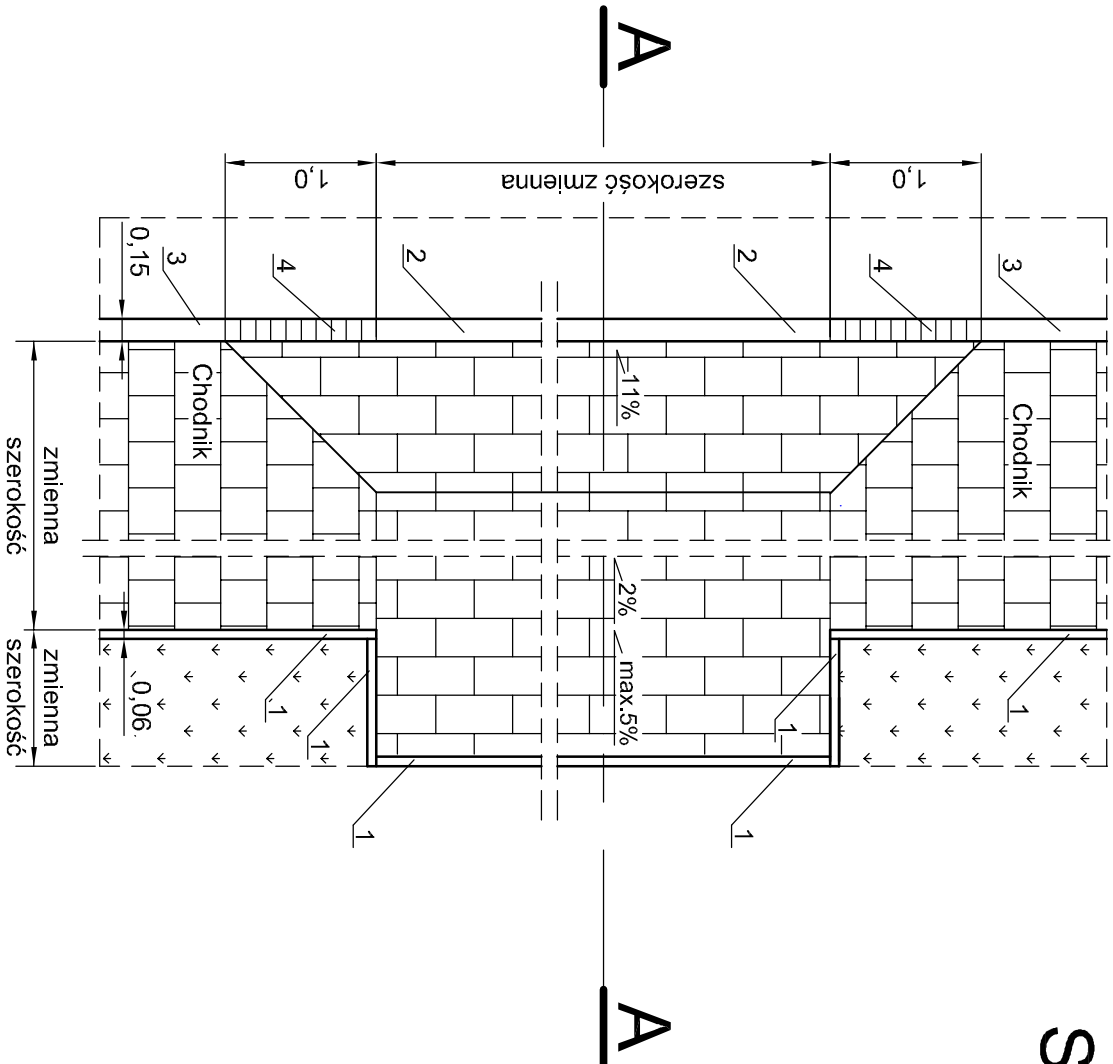 A
A
S
1,0
szerokość zmienna
1,0
0,15
3
4
2
2
4
3
11%
2%
max.5%
Chodnik
Chodnik
zmienna
szerokość
zmienna
szerokość
0,06
1
1
1
1
1
1